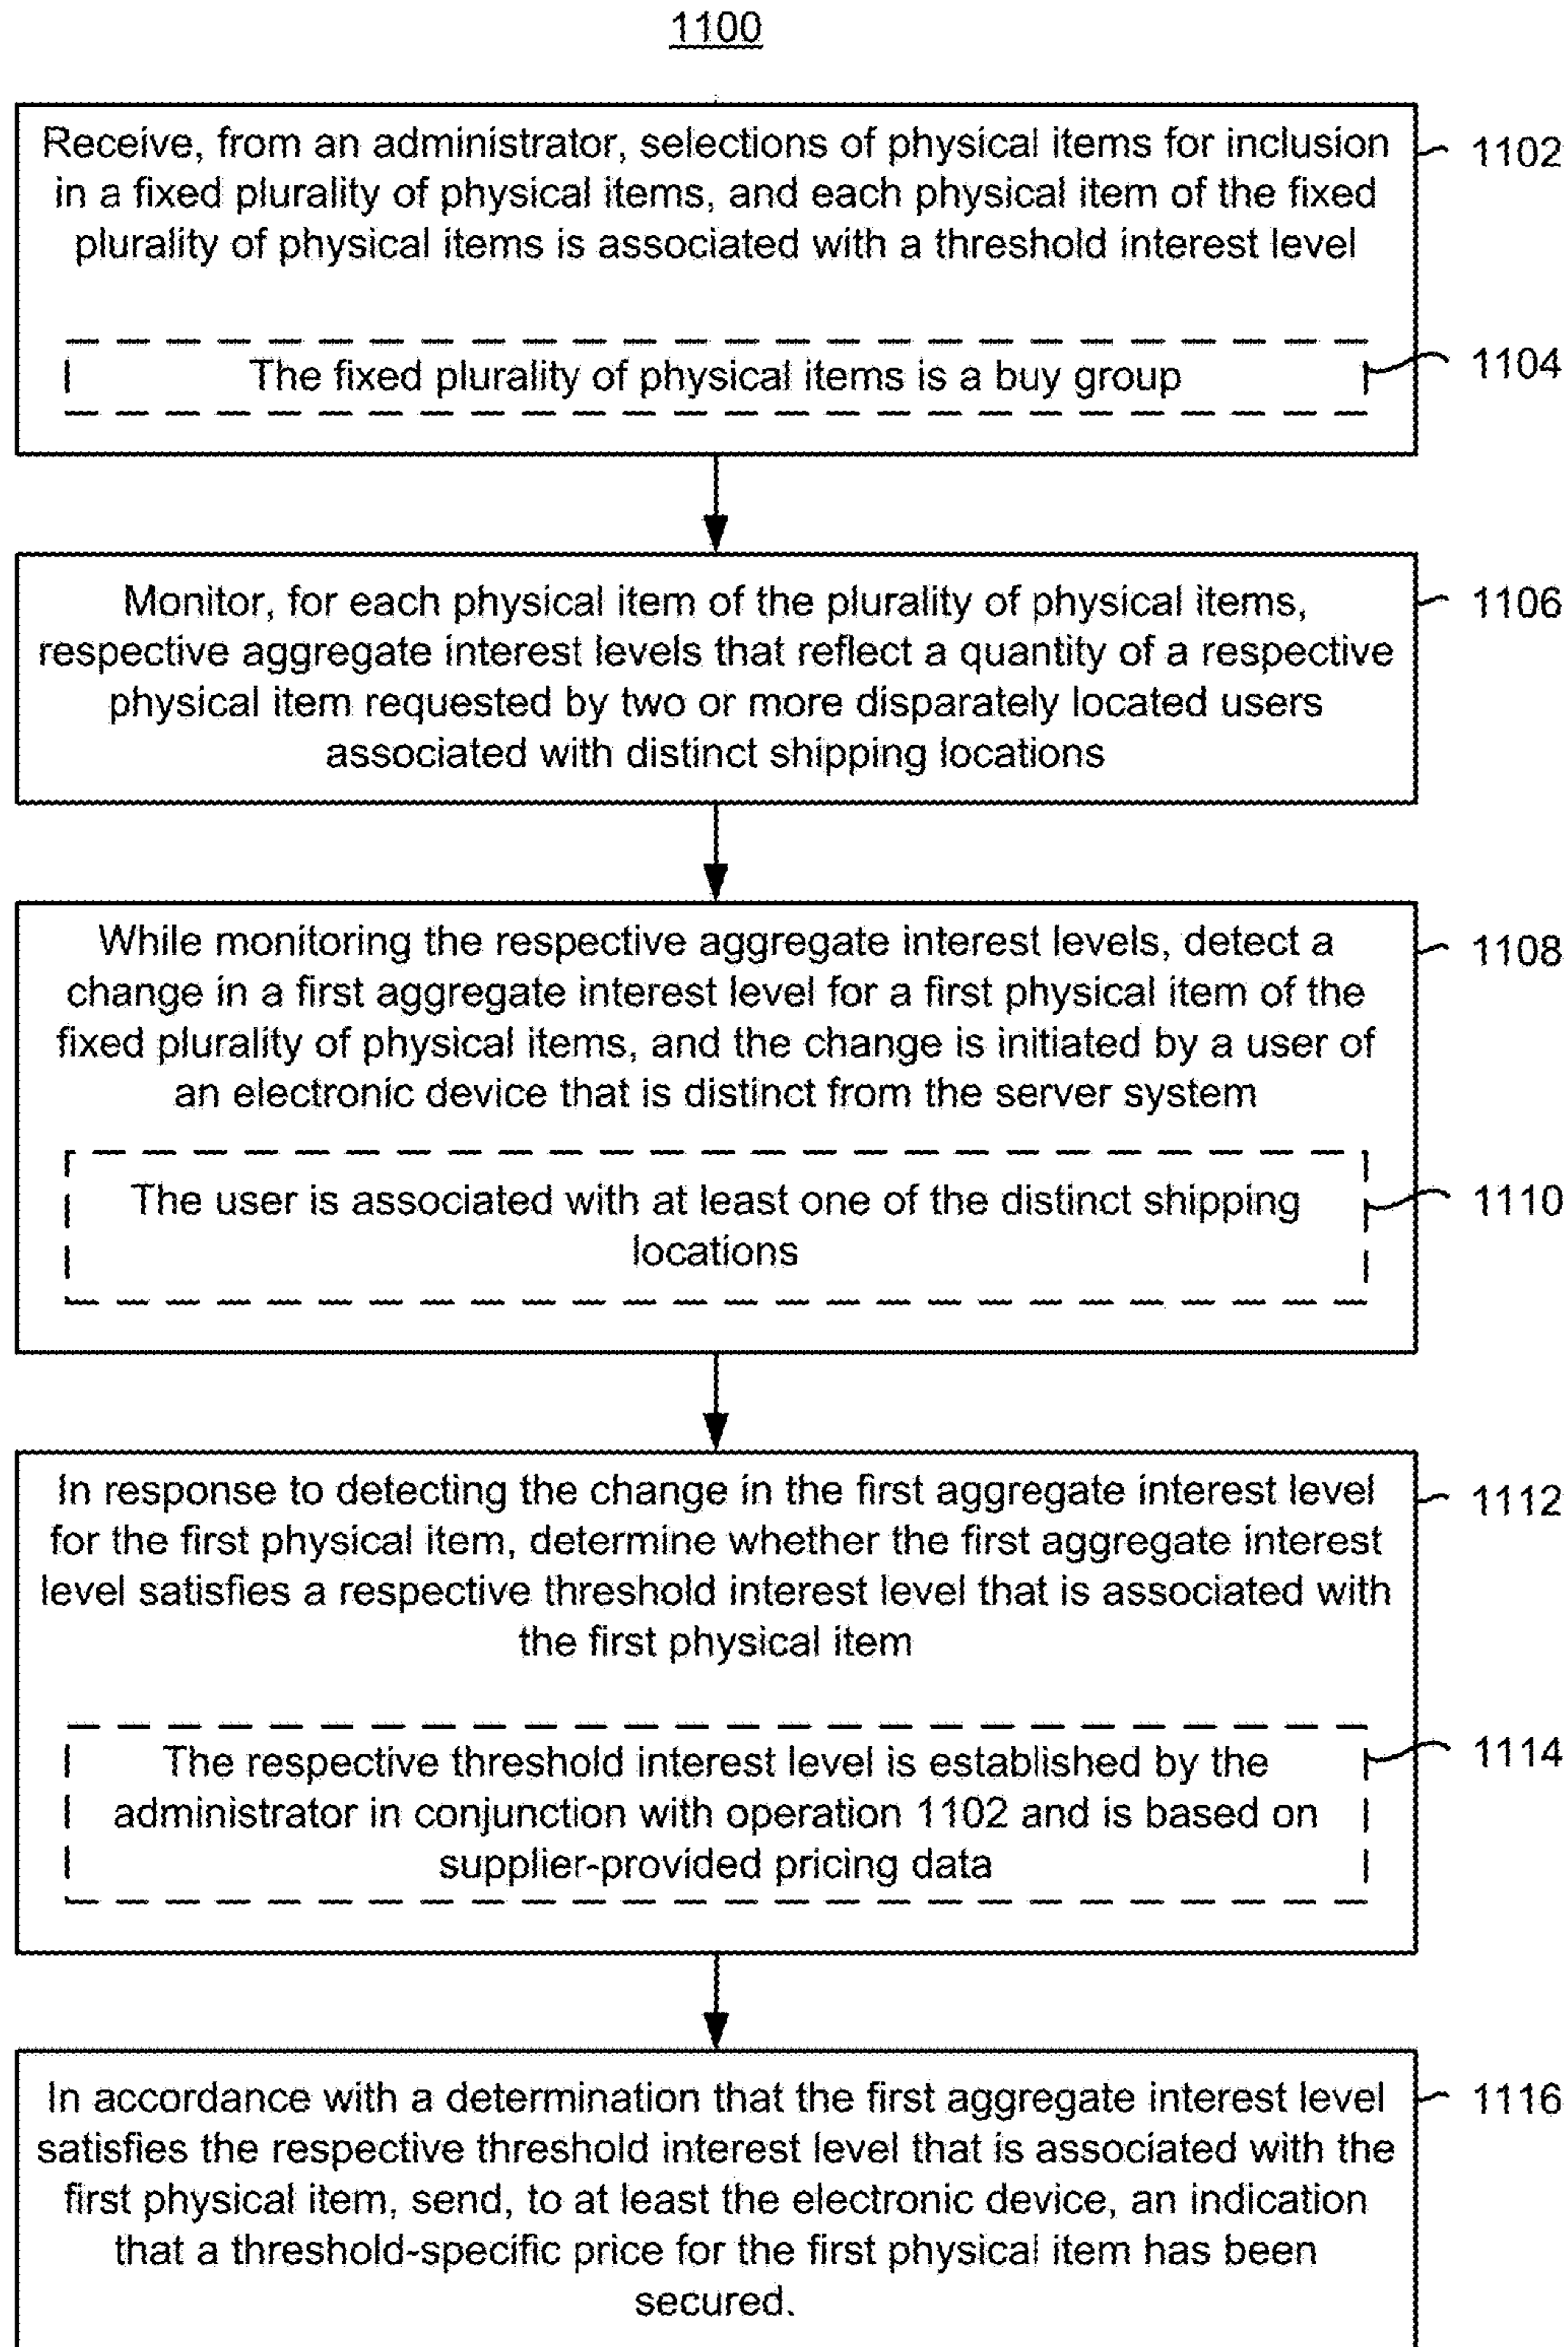 1100
Receive, from an administrator, selections of physical items for inclusion
in a fixed plurality of physical items, and each physical item of the fixed
plurality of physical items is associated with a threshold interest level
1102
The fixed plurality of physical items is a buy group
1104
Monitor, for each physical item of the plurality of physical items,
respective aggregate interest levels that reflect a quantity of a respective
physical item requested by two or more disparately located users
associated with distinct shipping locations
1106
While monitoring the respective aggregate interest levels, detect a
change in a first aggregate interest level for a first physical item of the
fixed plurality of physical items, and the change is initiated by a user of
an electronic device that is distinct from the server system
1108
The user is associated with at least one of the distinct shipping
locations
1110
In response to detecting the change in the first aggregate interest level
for the first physical item, determine whether the first aggregate interest
level satisfies a respective threshold interest level that is associated with
the first physical item
1112
The respective threshold interest level is established by the
administrator in conjunction with operation 1102 and is based on
supplier-provided pricing data
1114
In accordance with a determination that the first aggregate interest level
satisfies the respective threshold interest level that is associated with the
first physical item, send, to at least the electronic device, an indication
that a threshold-specific price for the first physical item has been
secured.
1116